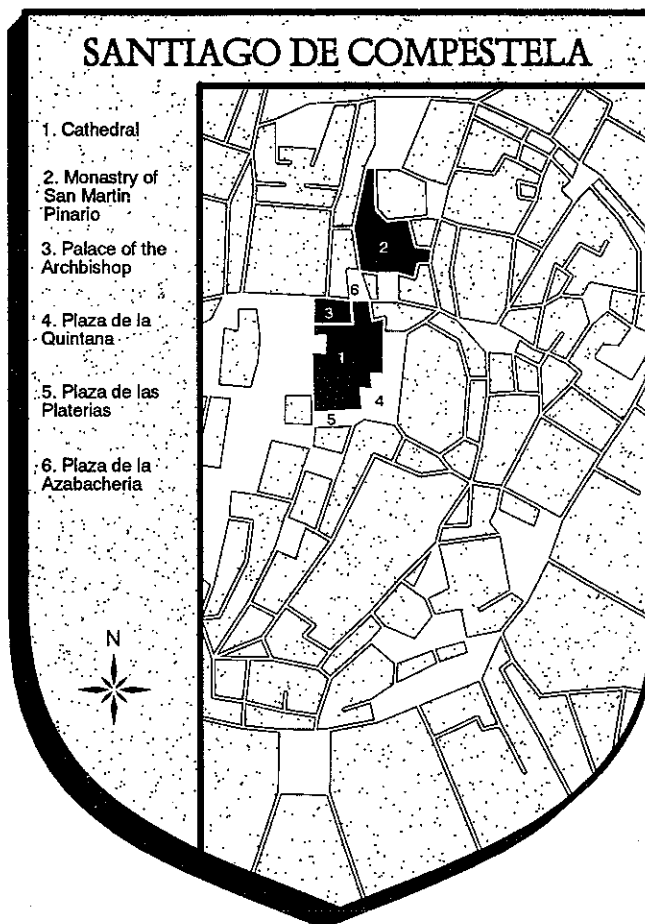 SANTIAGO DE COMPESTELA
1. Cathedral
2. Monastry of
San Martin
Pinario
3. Palace of the
Archbishop
4. Plaza de la
Quintana
5. Plaza de las
Platerias
6. Plaza de la
Azabacheria
N
2
6
3
1
4
5